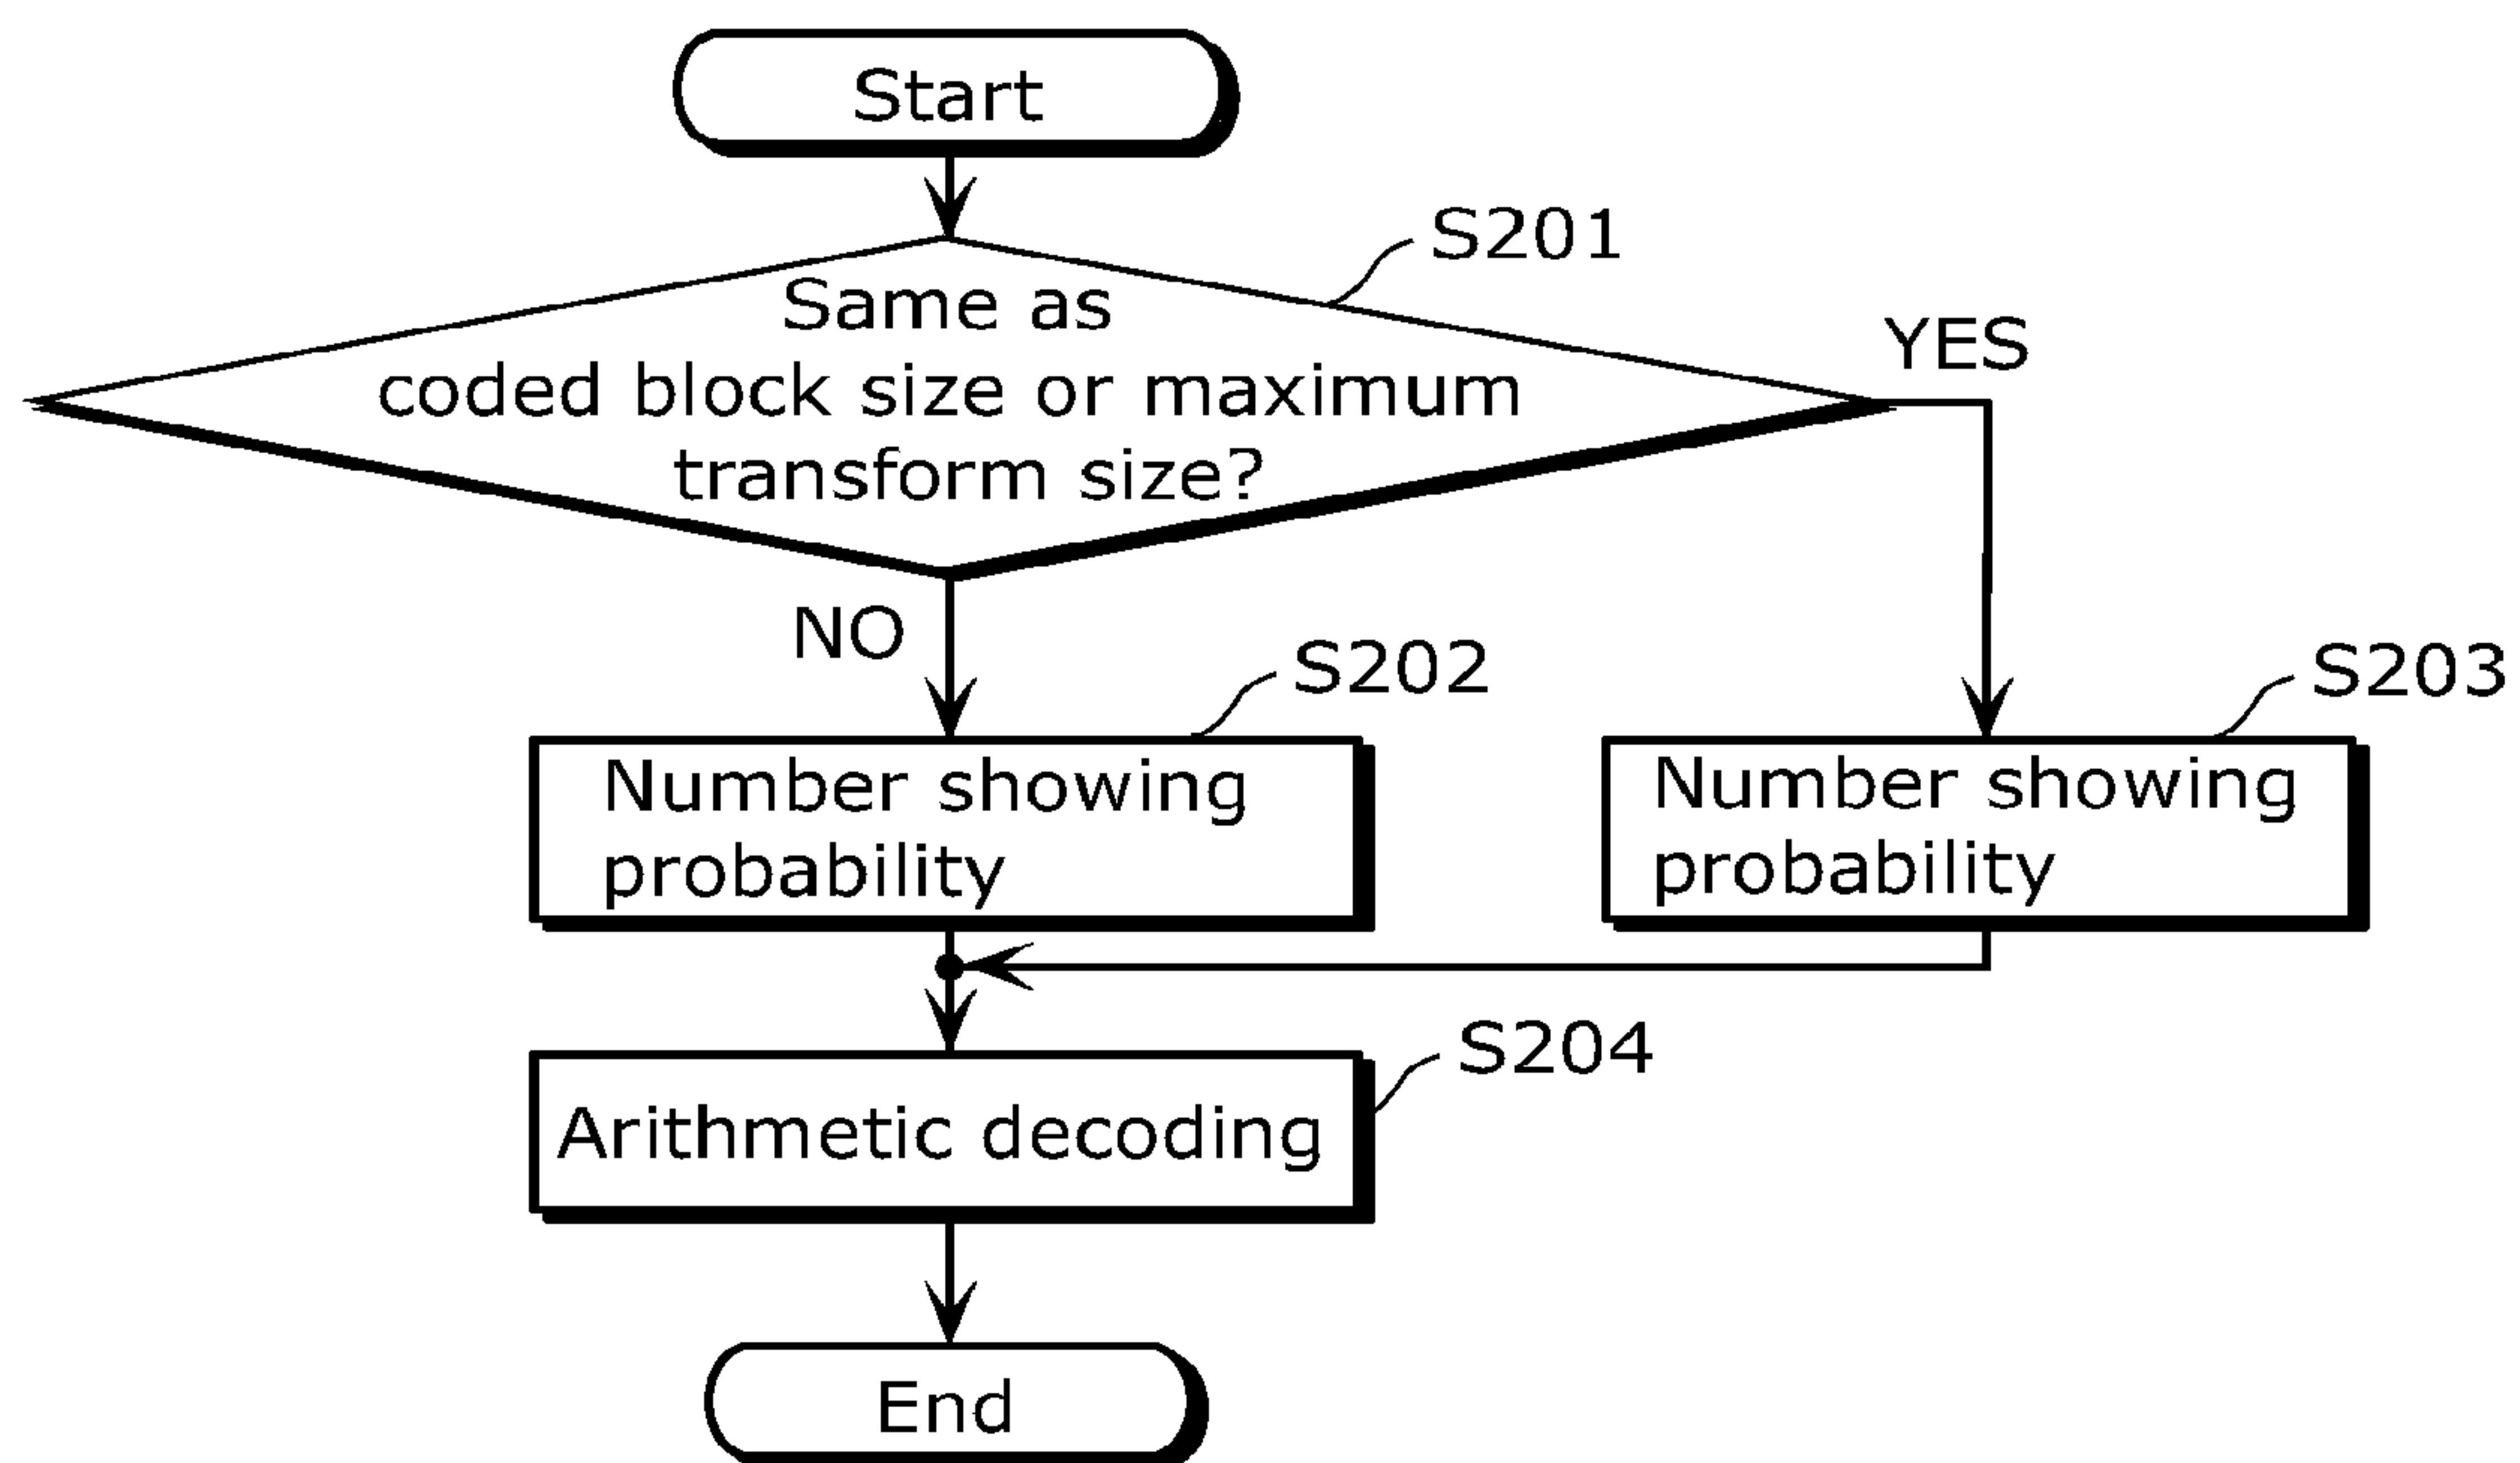 Start
S201
Same as
coded block size or maximum
transform size?
YES
NO
S202
S203
Number showing
probability
Number showing
probability
S204
Arithmetic decoding
End